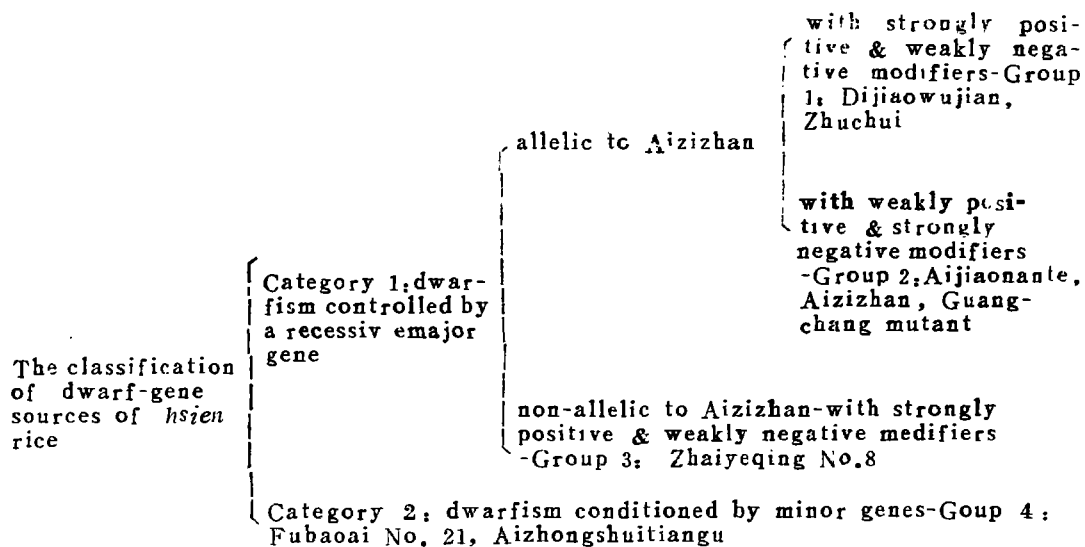 with strongly posi-
tive & weakly nega-
tive modifiers-Group
1: Dijiaowujian,
Zhuchui
allelic to Aizizhan
with weakly posi-
tive & strongly
negative modifiers
-Group 2:Aijiaonante,
Aizizhan, Guang-
chang mutant
Category 1:dwar-
fism controlled by
a recessiv emajor
gene
The classification
of dwarf-gene
sources of hsien
rice
non-allelic to Aizizhan-with strongly
positive & weakly negative medifiers
-Group 3: Zhaiyeqing No.8
Category 2: dwarfism conditioned by minor genes-Goup 4:
Fubaoai No. 21, Aizhongshuitiangu